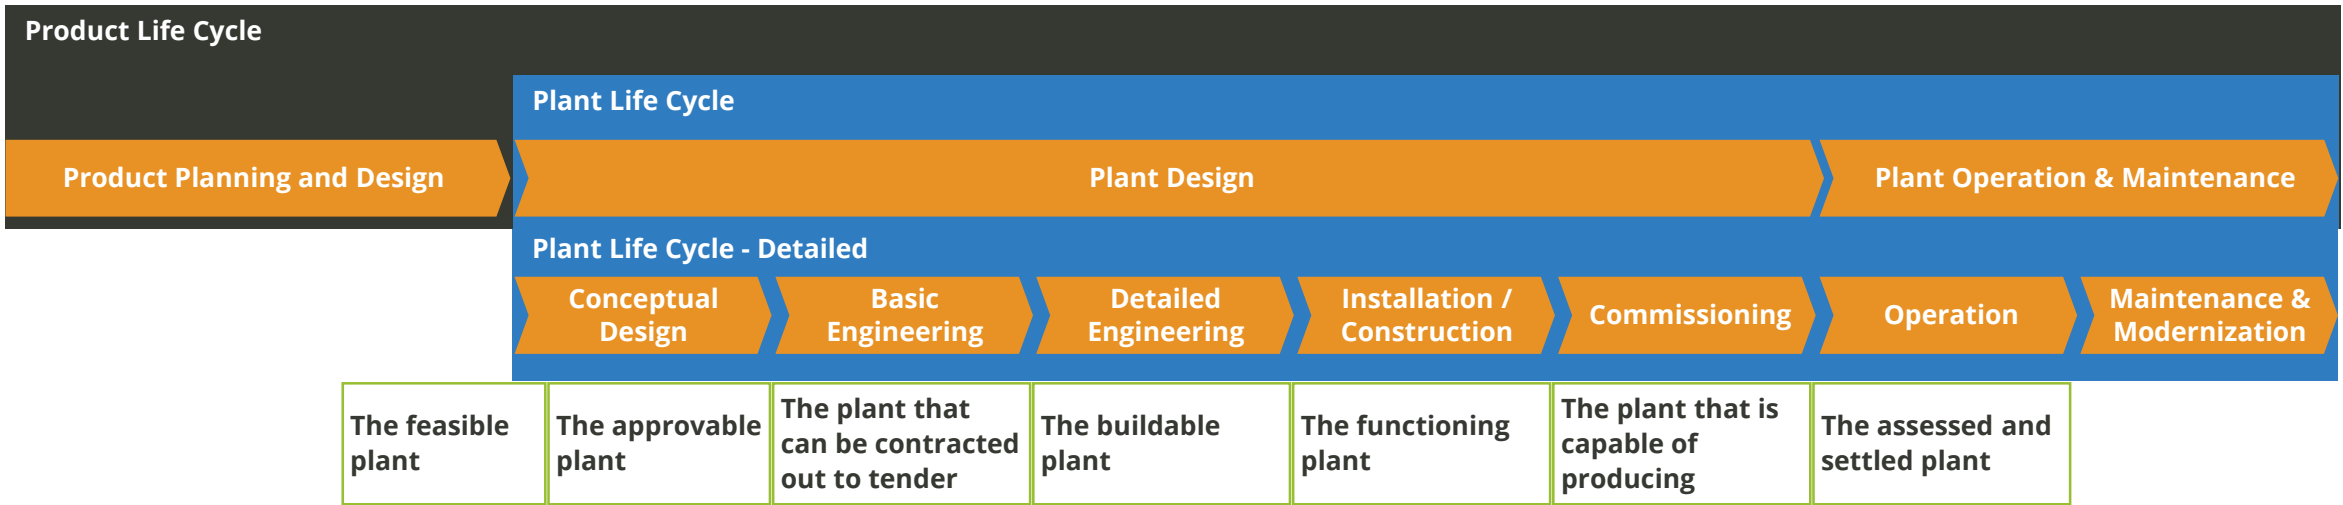 Product Life Cycle
Plant Life Cycle
Product Planning and Design
Plant Design
Plant Operation & Maintenance
Plant Life Cycle - Detailed
Conceptual
Design
Basic
Engineering
Detailed
Engineering
Installation /
Construction
Commissioning
Operation
Maintenance &
Modernization
The feasible
plant
The approvable
plant
The plant that
can be contracted
out to tender
The buildable
plant
The functioning
plant
The plant that is
capable of
producing
The assessed and
settled plant